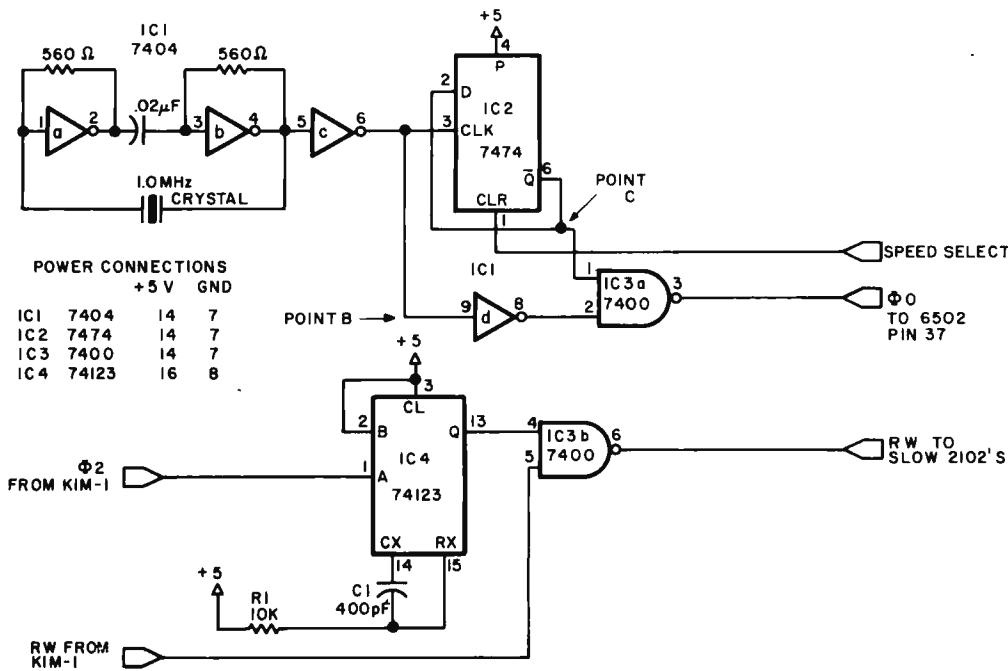 IC1
7404
560 Ω
560 Ω
.02μF
1
a
2
3
b
4
5
c
6
1.0MHz
CRYSTAL
+5
4
P
2
D
IC2
3
CLK
7474
6
Q̅
CLR
1
POINT
C
SPEED SELECT
IC1
POINT B
9
d
8
1
IC3a
7400
2
3
Φ0
TO 6502
PIN 37
POWER CONNECTIONS
+5 V GND
IC1 7404 14 7
IC2 7474 14 7
IC3 7400 14 7
IC4 74123 16 8
+5
3
CL
2
B
Q
13
IC4
1
A
74123
CX
RX
14
15
Φ2
FROM KIM-1
4
IC3b
7400
5
6
RW TO
SLOW 2102'S
+5
R1
10K
C1
400pF
RW FROM
KIM-1